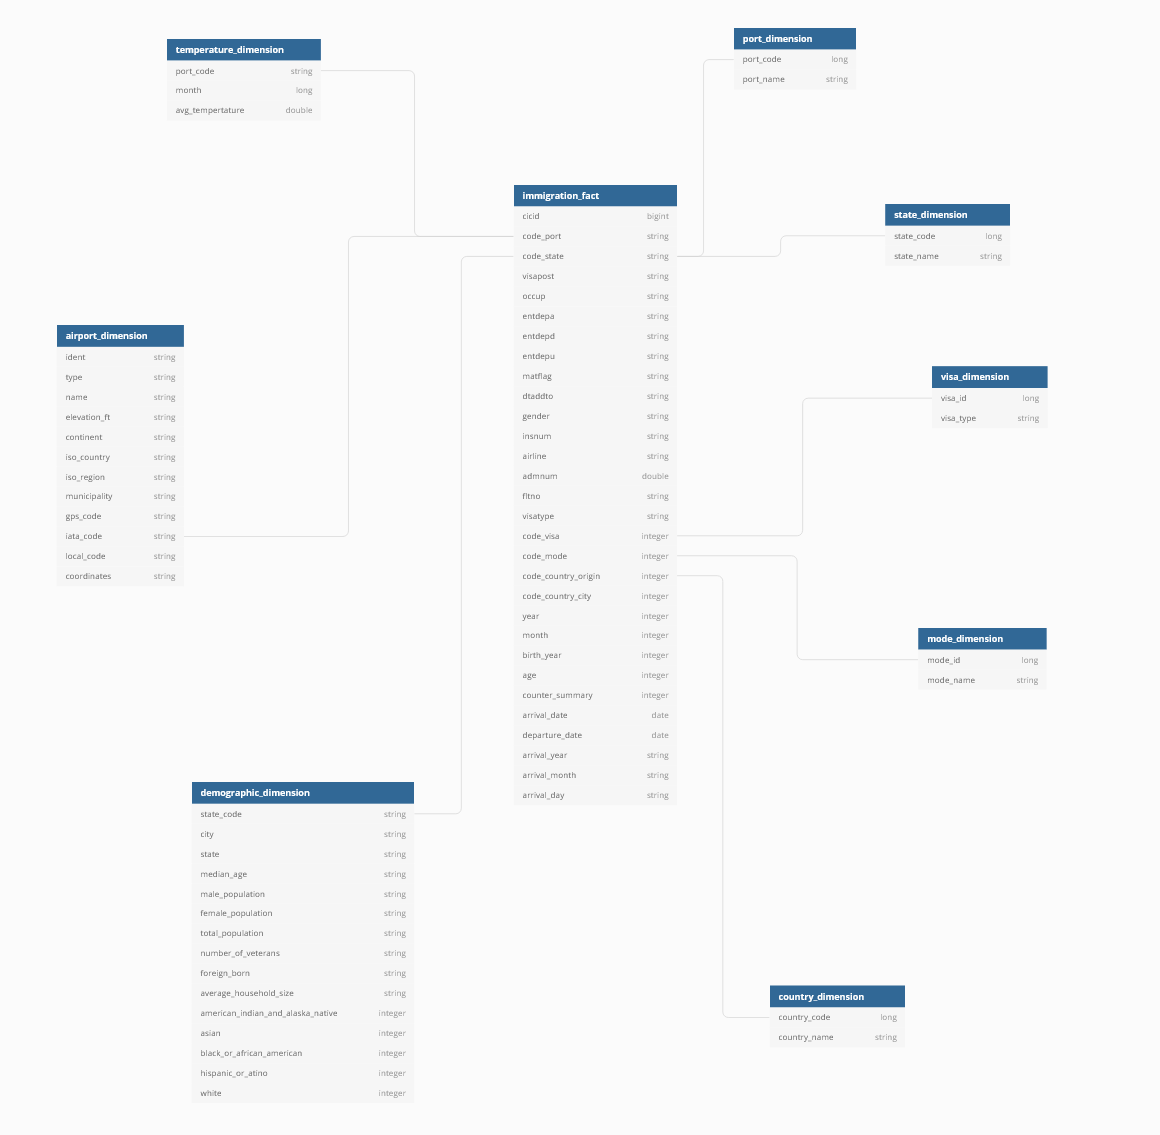 temperature_dimension
port_code string
month long
avg_tempertature double
port_dimension
port_code long
port_name string
immigration_fact
cicid bigint
code_port string
code_state string
visapost string
occup string
entdepa string
entdepd string
entdepu string
matflag string
dtaddto string
gender string
insnum string
airline string
admnum double
fltno string
visatype string
code_visa integer
code_mode integer
code_country_origin integer
code_country_city integer
year integer
month integer
birth_year integer
age integer
counter_summary integer
arrival_date date
departure_date date
arrival_year string
arrival_month string
arrival_day string
state_dimension
state_code long
state_name string
airport_dimension
ident string
type string
name string
elevation_ft string
continent string
iso_country string
iso_region string
municipality string
gps_code string
iata_code string
local_code string
coordinates string
visa_dimension
visa_id long
visa_type string
mode_dimension
mode_id long
mode_name string
demographic_dimension
state_code string
city string
state string
median_age string
male_population string
female_population string
total_population string
number_of_veterans string
foreign_born string
average_household_size string
american_indian_and_alaska_native integer
asian integer
black_or_african_american integer
hispanic_or_atino integer
white integer
country_dimension
country_code long
country_name string